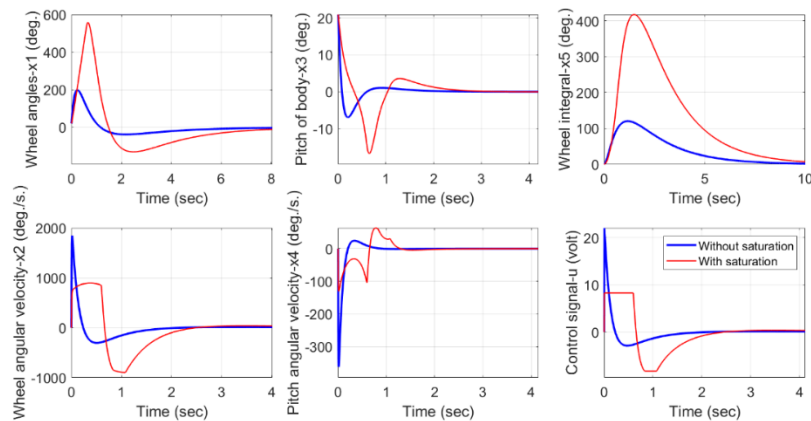 Wheel angles-x1 (deg.)
600
400
200
0
0 2 4 6 8
Time (sec)
Pitch of body-x3 (deg.)
20
10
0
-10
0 1 2 3 4
Time (sec)
Wheel integral-x5 (deg.)
400
300
200
100
0
0 5 10
Time (sec)
Wheel angular velocity-x2 (deg./s.)
2000
1000
0
-1000
0 1 2 3 4
Time (sec)
Pitch angular velocity-x4 (deg./s.)
0
-100
-200
-300
0 1 2 3 4
Time (sec)
Control signal-u (volt)
20
10
0
0 1 2 3 4
Time (sec)
Without saturation
With saturation